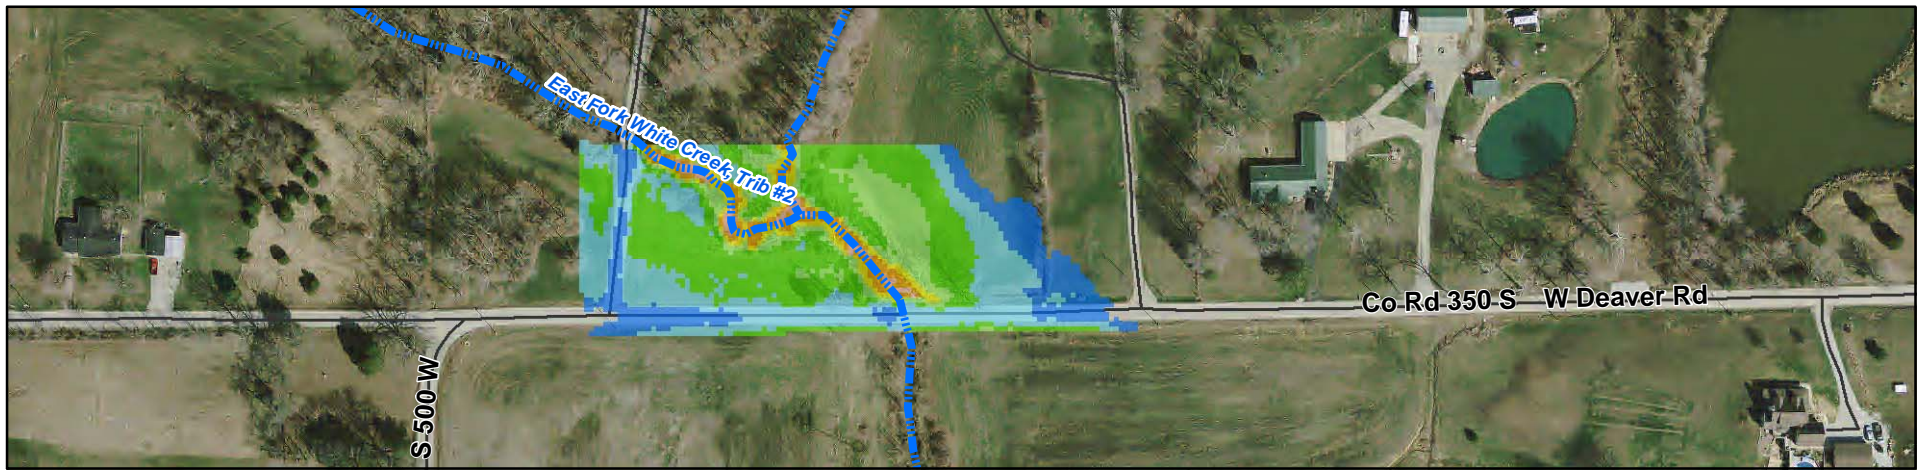 East Fork White Creek, Trib #2
Co Rd 350 S W Deaver Rd
S 500 W